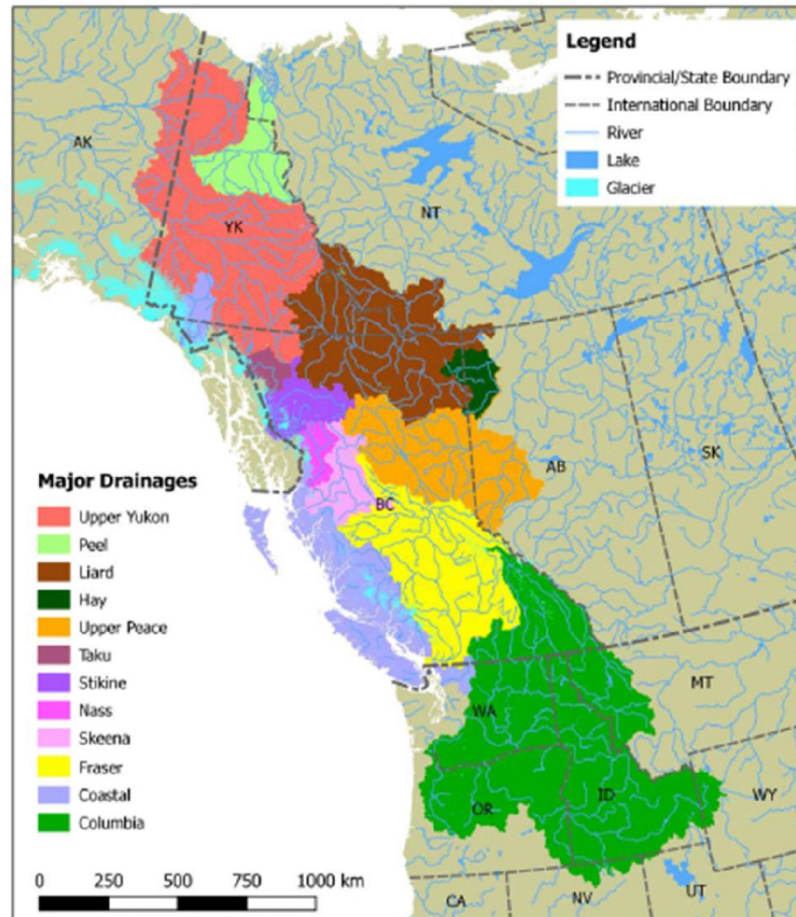 Legend
Provincial/State Boundary
International Boundary
River
Lake
Glacier
AK
YK
NT
AB
SK
BC
Major Drainages
Upper Yukon
Peel
Liard
Hay
Upper Peace
Taku
Stikine
Nass
Skeena
Fraser
Coastal
Columbia
WA
MT
OR
ID
WY
CA
NV
UT
0 250 500 750 1000 km